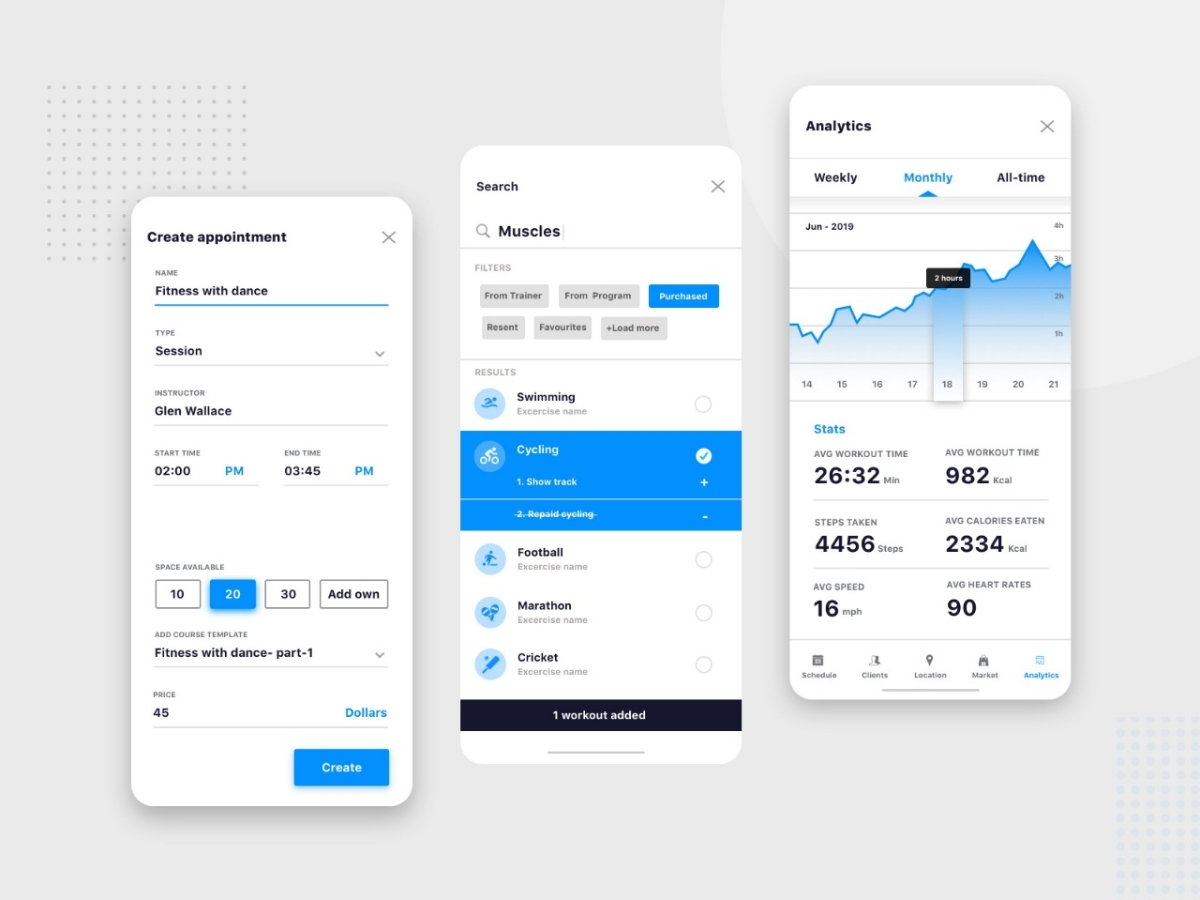 Create appointment
NAME
Fitness with dance
TYPE
Session
INSTRUCTOR
Glen Wallace
START TIME END TIME
02:00 PM 03:45 PM
SPACE AVAILABLE
10 20 30 Add own
ADD COURSE TEMPLATE
Fitness with dance- part-1
PRICE
45 Dollars
Create
Search
Muscles
FILTERS
From Trainer From Program Purchased
Resent Favourites +Load more
RESULTS
Swimming
Excercise name
Cycling
1. Show track +
2. Repaid cycling -
Football
Excercise name
Marathon
Excercise name
Cricket
Excercise name
1 workout added
Analytics
Weekly Monthly All-time
Jun - 2019 4h
3h
2 hours
2h
1h
14 15 16 17 18 19 20 21
Stats
AVG WORKOUT TIME AVG WORKOUT TIME
26:32 Min 982 Kcal
STEPS TAKEN AVG CALORIES EATEN
4456 Steps 2334 Kcal
AVG SPEED AVG HEART RATES
16 mph 90
Schedule Clients Location Market Analytics